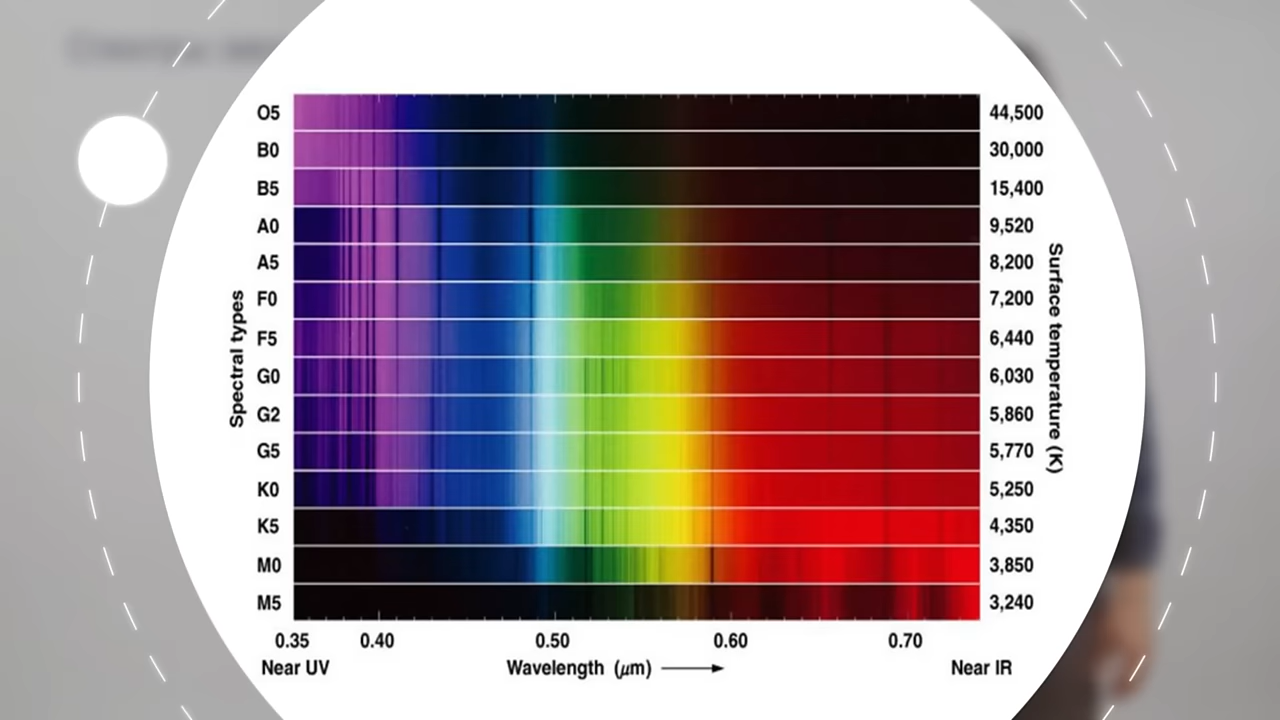 O5 44,500
B0 30,000
B5 15,400
A0 9,520
A5 8,200
F0 7,200
F5 6,440
G0 6,030
G2 5,860
G5 5,770
K0 5,250
K5 4,350
M0 3,850
M5 3,240
Spectral types
Surface temperature (K)
0.35 0.40 0.50 0.60 0.70
Near UV Wavelength (μm) Near IR